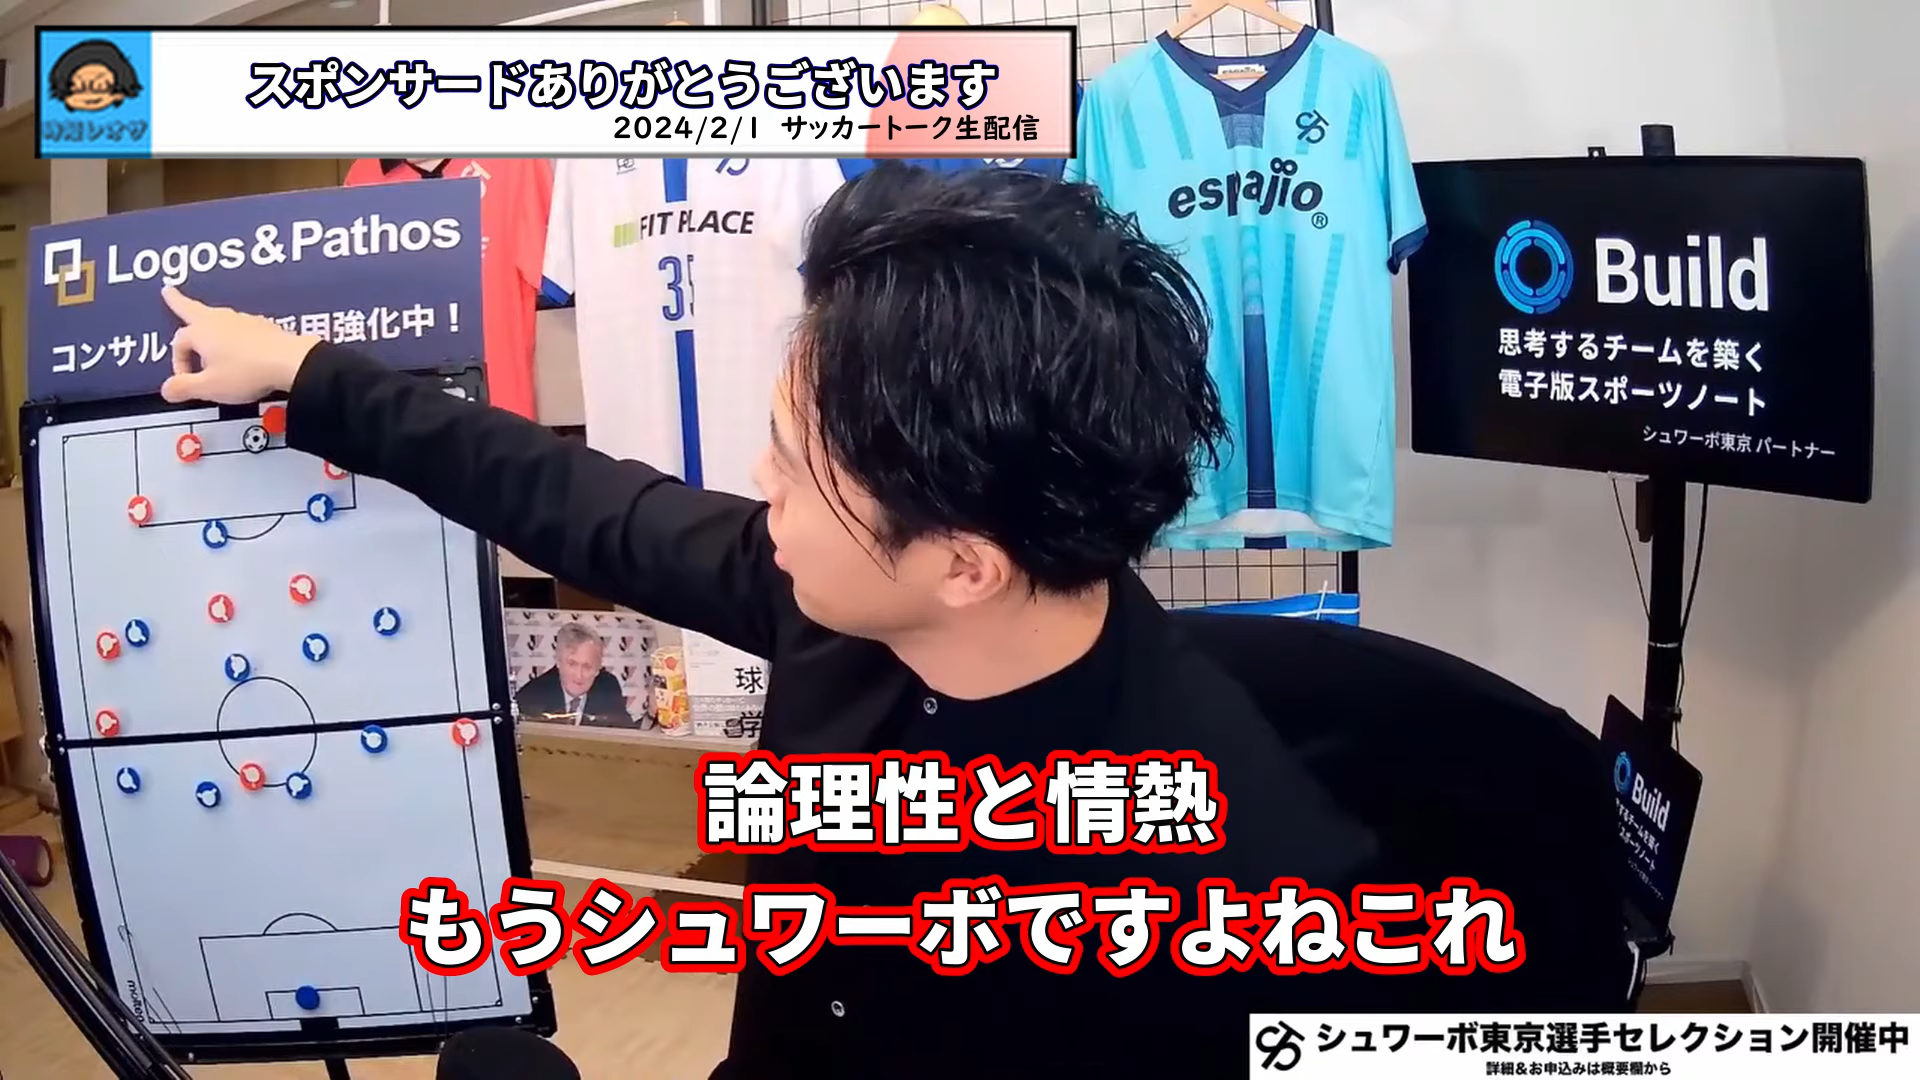 スポンサードありがとうございます
2024/2/1 サッカートーク生配信
Logos&Pathos
コンサル
採用強化中!
FIT PLACE
35
espajio®
Build
思考するチームを築く
電子版スポーツノート
シュワーボ東京 パートナー
球
学
Build
molten
論理性と情熱
もうシュワーボですよねこれ
シュワーボ東京選手セレクション開催中
詳細&お申込みは概要欄から